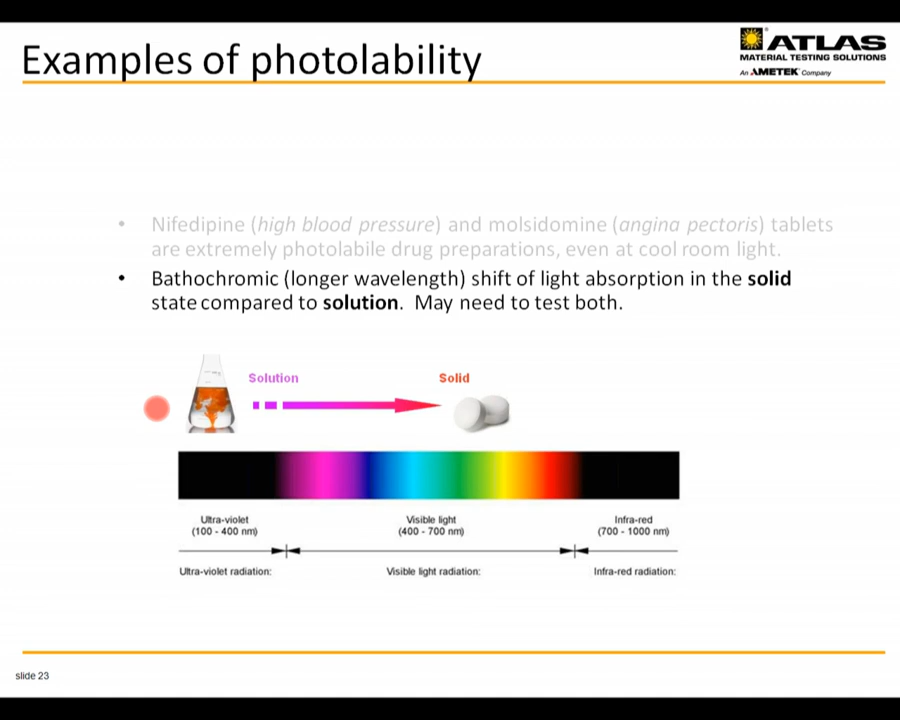 Examples of photolability
ATLAS
MATERIAL TESTING SOLUTIONS
An AMETEK Company
• Nifedipine (high blood pressure) and molsidomine (angina pectoris) tablets
are extremely photolabile drug preparations, even at cool room light.
• Bathochromic (longer wavelength) shift of light absorption in the solid
state compared to solution. May need to test both.
Solution Solid
Ultra-violet Visible light Infra-red
(100 - 400 nm) (400 - 700 nm) (700 - 1000 nm)
Ultra-violet radiation: Visible light radiation: Infra-red radiation:
slide 23